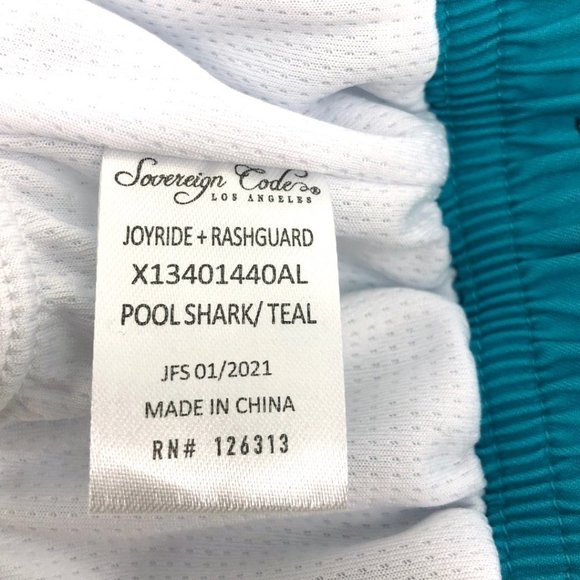 Sovereign Code®
LOS ANGELES
JOYRIDE + RASHGUARD
X13401440AL
POOL SHARK/ TEAL
JFS 01/2021
MADE IN CHINA
RN# 126313